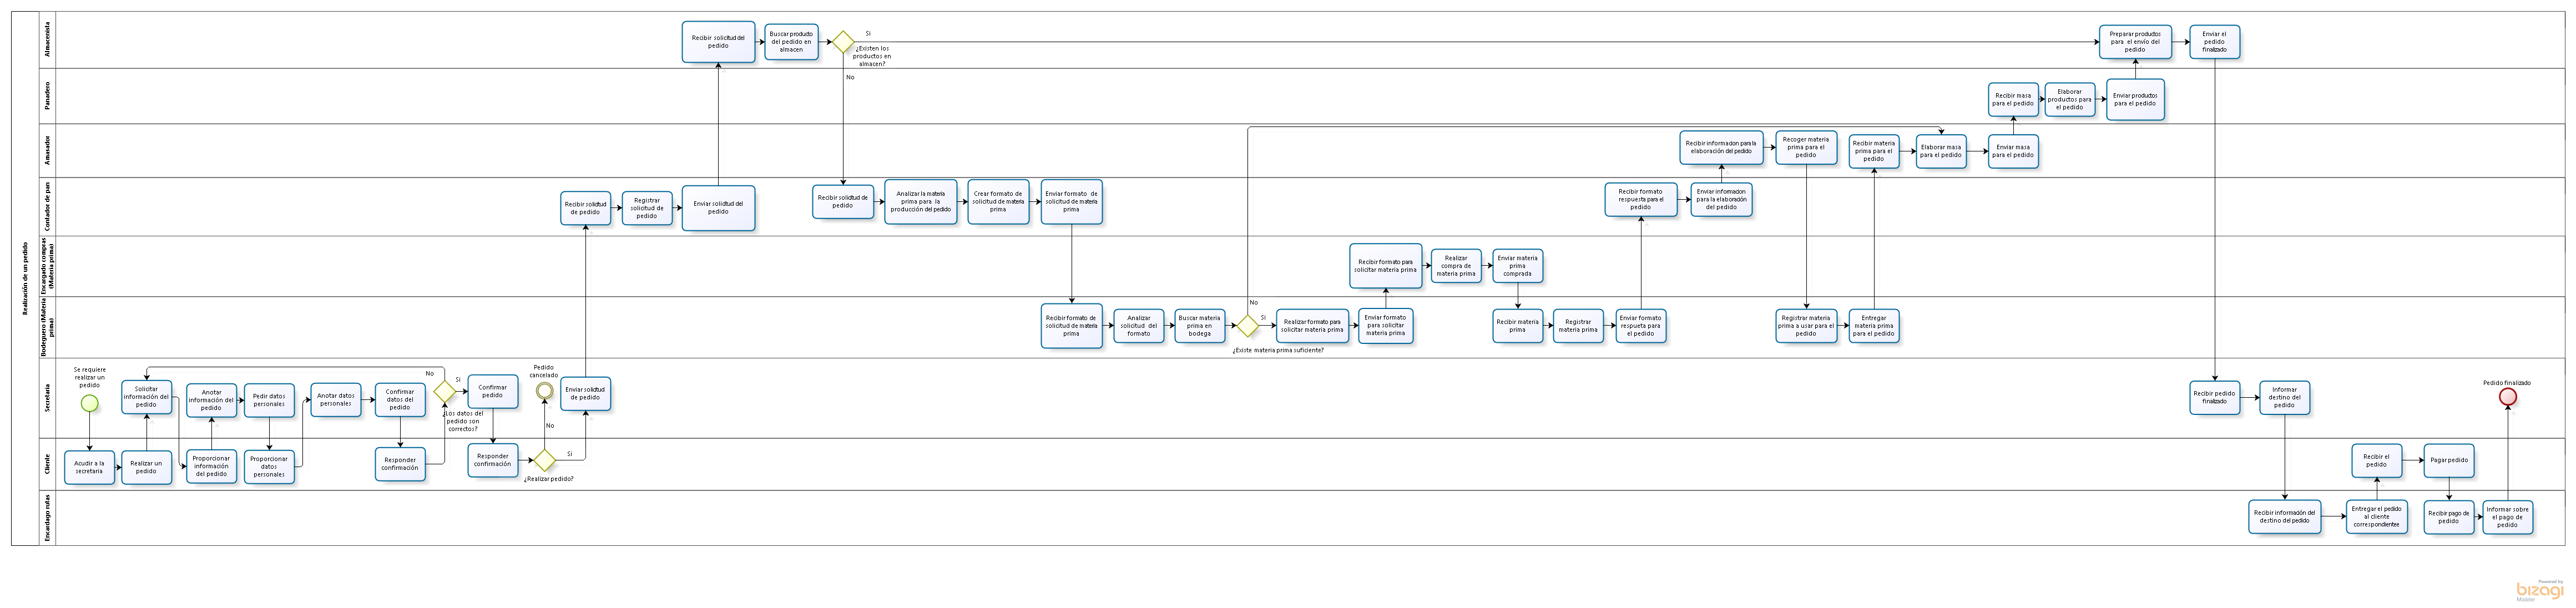 Realización de un pedido
Almacenista
Recibir solicitud del
pedido
Buscar producto
del pedido en
almacen
Si
¿Existen los
productos en
almacen?
No
Preparar productos
para el envío del
pedido
Enviar el
pedido
finalizado
Panadero
Recibir masa
para el pedido
Elaborar
productos para
el pedido
Enviar productos
para el pedido
Amasador
Recibir informacion para la
elaboración del pedido
Recoger materia
prima para el
pedido
Recibir materia
prima para el
pedido
Elaborar masa
para el pedido
Enviar masa
para el pedido
Contador de pan
Recibir solicitud
de pedido
Registrar
solicitud de
pedido
Enviar solicitud del
pedido
Recibir solicitud de
pedido
Analizar la materia
prima para la
producción del pedido
Crear formato de
solicitud de materia
prima
Enviar formato de
solicitud de materia
prima
Recibir formato
respuesta para el
pedido
Enviar informacion
para la elaboración
del pedido
Encargado compras
(Materia prima)
Recibir formato para
solicitar materia prima
Realizar
compra de
materia prima
Enviar materia
prima
comprada
Bodeguero (Materia
prima)
Recibir formato de
solicitud de materia
prima
Analizar
solicitud del
formato
Buscar materia
prima en
bodega
No
Si
¿Existe materia prima suficiente?
Realizar formato para
solicitar materia prima
Enviar formato
para solicitar
materia prima
Recibir materia
prima
Registrar
materia prima
Enviar formato
respueta para el
pedido
Registrar materia
prima a usar para el
pedido
Entregar
materia prima
para el pedido
Secretaria
Se requiere
realizar un
pedido
Solicitar
información del
pedido
Anotar
información del
pedido
Pedir datos
personales
Anotar datos
personales
Confirmar
datos del
pedido
No
Si
¿Los datos del
pedido son
correctos?
Confirmar
pedido
Pedido
cancelado
No
Enviar solicitud
de pedido
Recibir pedido
finalizado
Informar
destino del
pedido
Pedido finalizado
Cliente
Acudir a la
secretaria
Realizar un
pedido
Proporcionar
información
del pedido
Proporcionar
datos
personales
Responder
confirmación
Responder
confirmación
Si
¿Realizar pedido?
Recibir el
pedido
Pagar pedido
Encardago rutas
Recibir información del
destino del pedido
Entregar el pedido
al cliente
correspondientee
Recibir pago de
pedido
Informar sobre
el pago de
pedido
Powered by
bizagi
Modeler